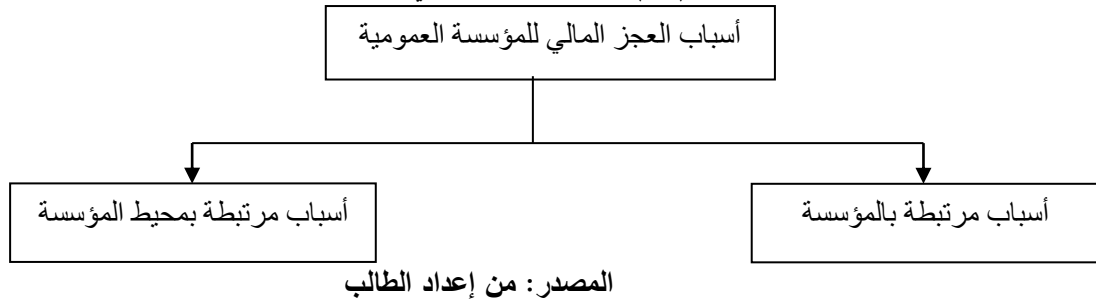 أسباب العجز المالي للمؤسسة العمومية
أسباب مرتبطة بالمؤسسة
أسباب مرتبطة بمحيط المؤسسة
المصدر: من إعداد الطالب